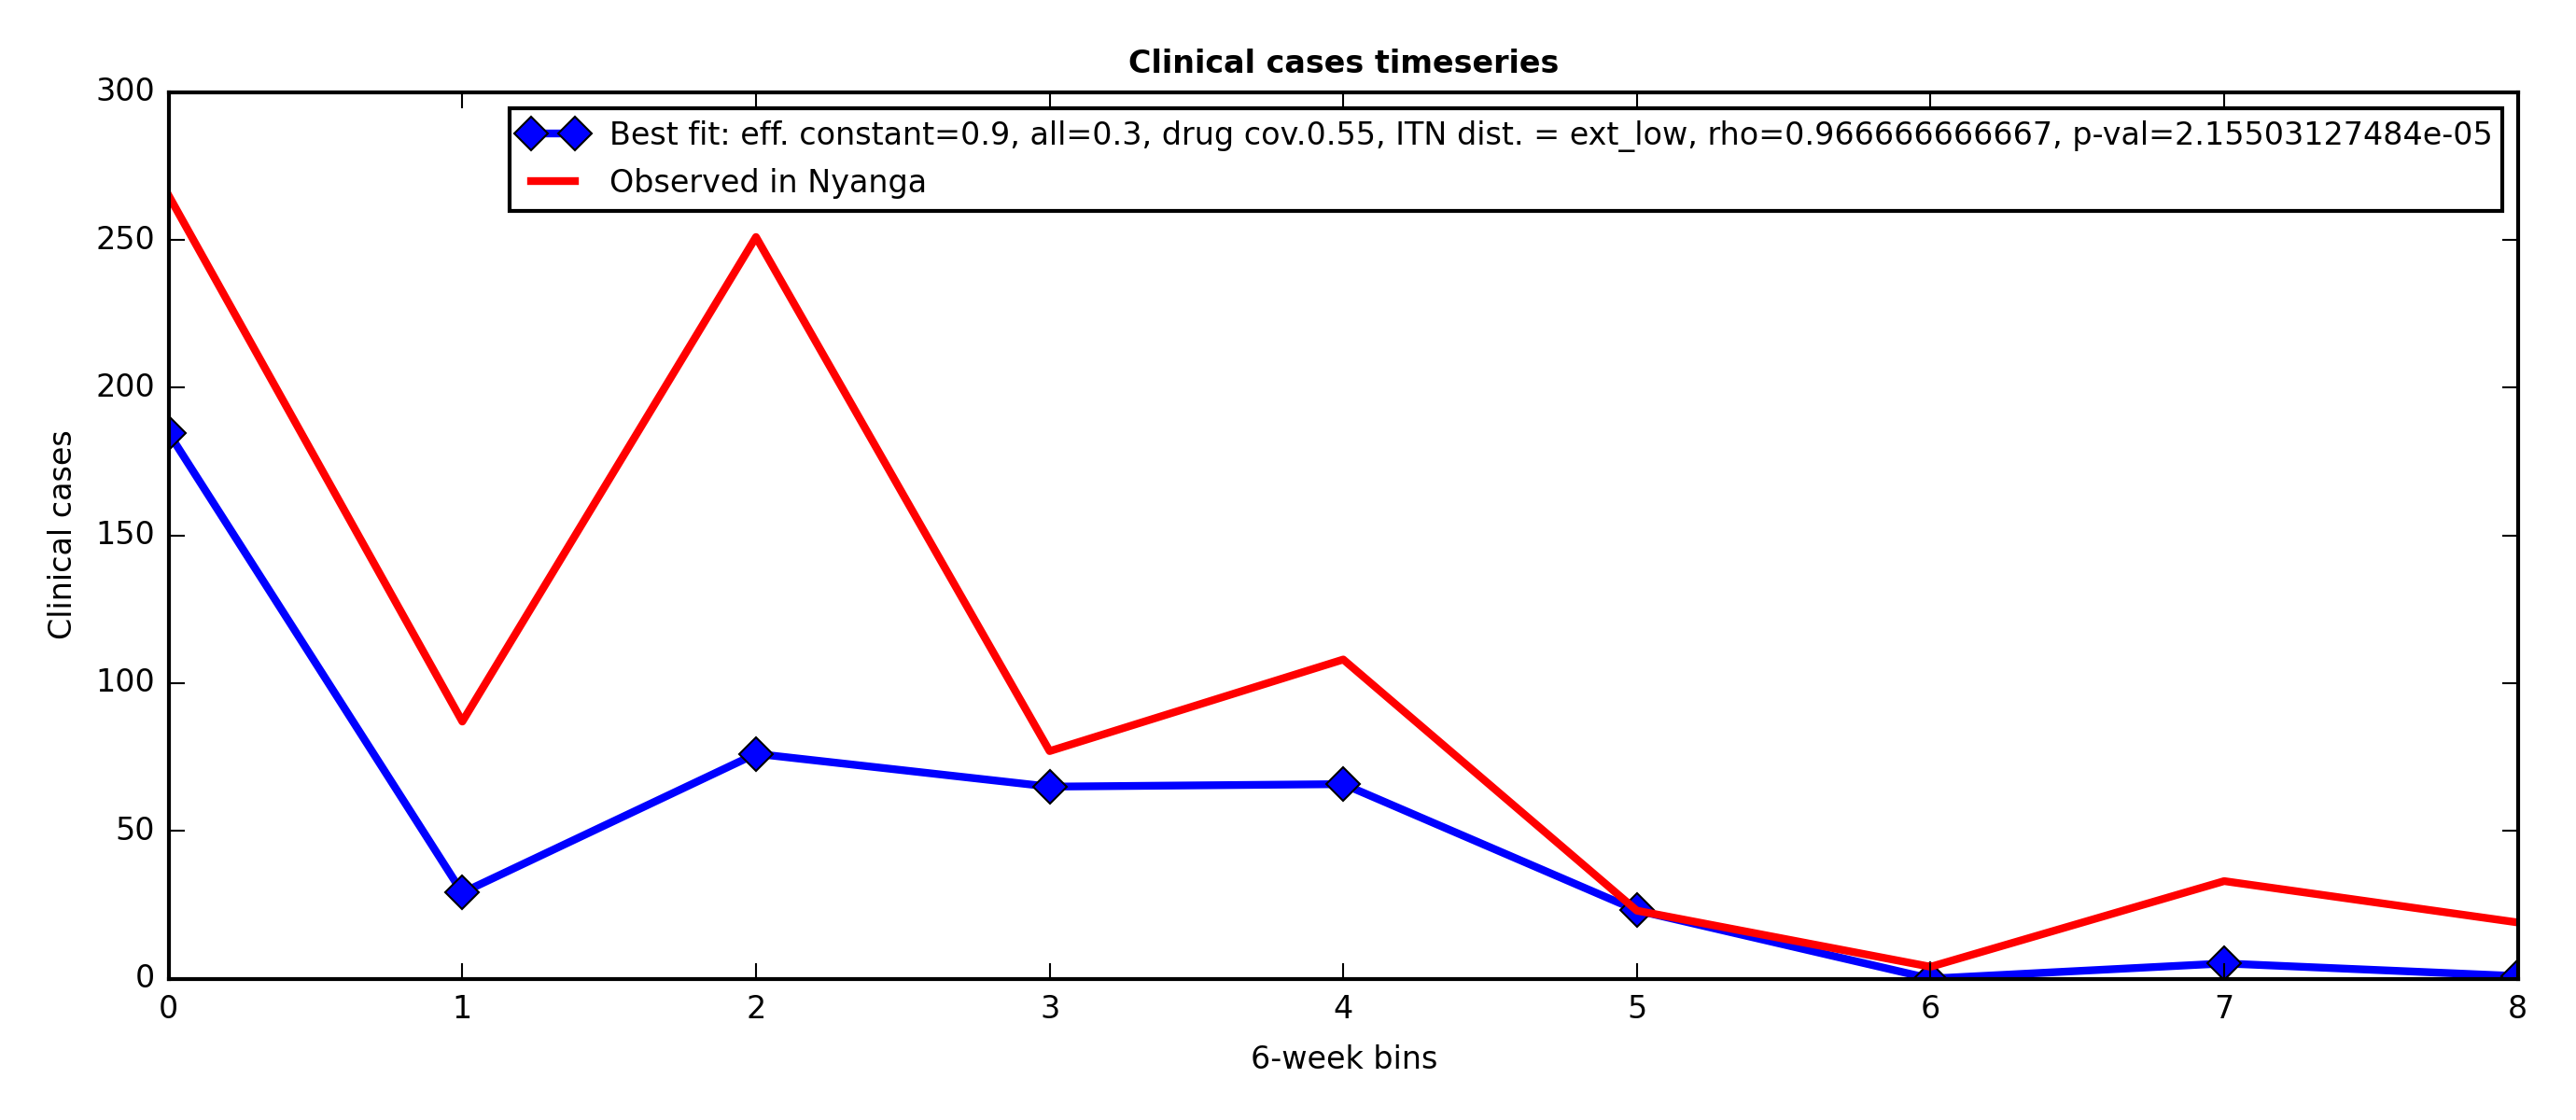 Clinical cases timeseries
300
Best fit: eff. constant=0.9, all=0.3, drug cov.0.55, ITN dist. = ext_low, rho=0.966666666667, p-val=2.15503127484e-05
Observed in Nyanga
250
200
150
100
50
0
Clinical cases
0 1 2 3 4 5 6 7 8
6-week bins